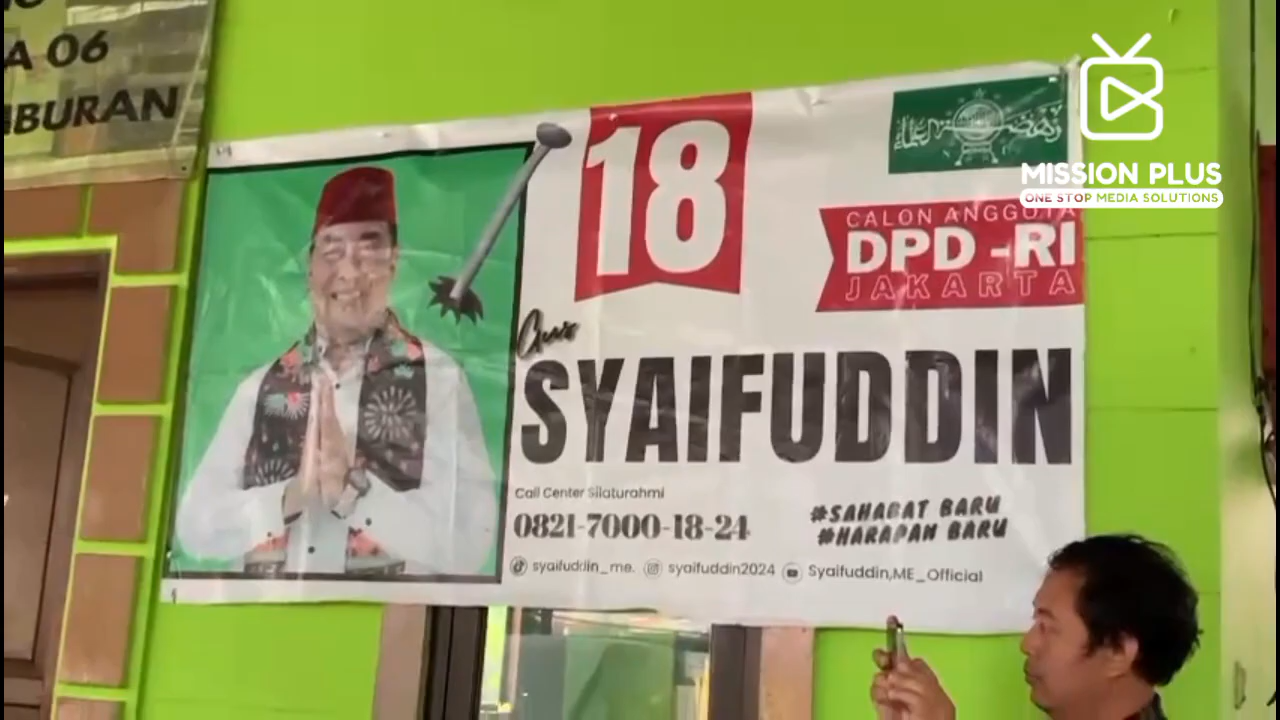 A 06
BURAN
18
MISSION PLUS
ONE STOP MEDIA SOLUTIONS
CALON ANGGOTA
DPD -RI
JAKARTA
Gus
SYAIFUDDIN
Call Center Silaturahmi
0821-7000-18-24
#SAHABAT BARU
#HARAPAN BARU
syaifuddin_me. syaifuddin2024 Syaifuddin,ME_Official